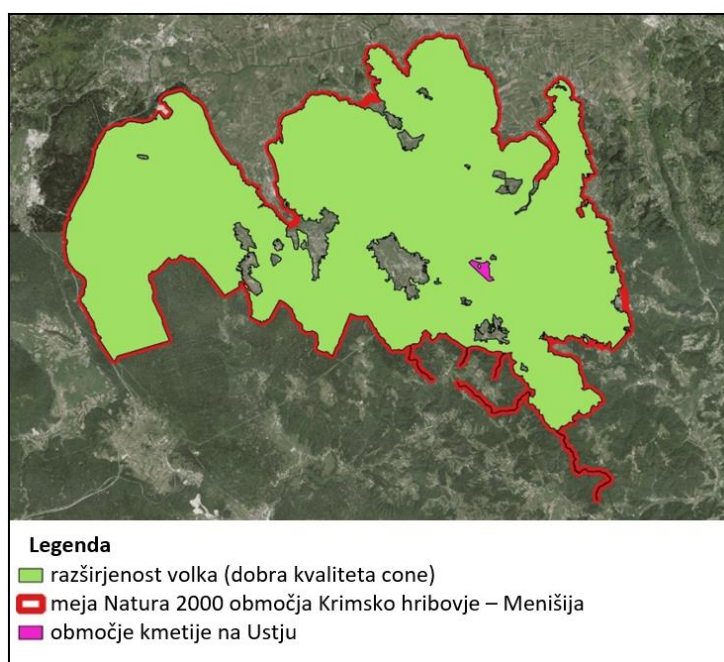 Legenda
razširjenost volka (dobra kvaliteta cone)
meja Natura 2000 območja Krimsko hribovje – Menišija
območje kmetije na Ustju